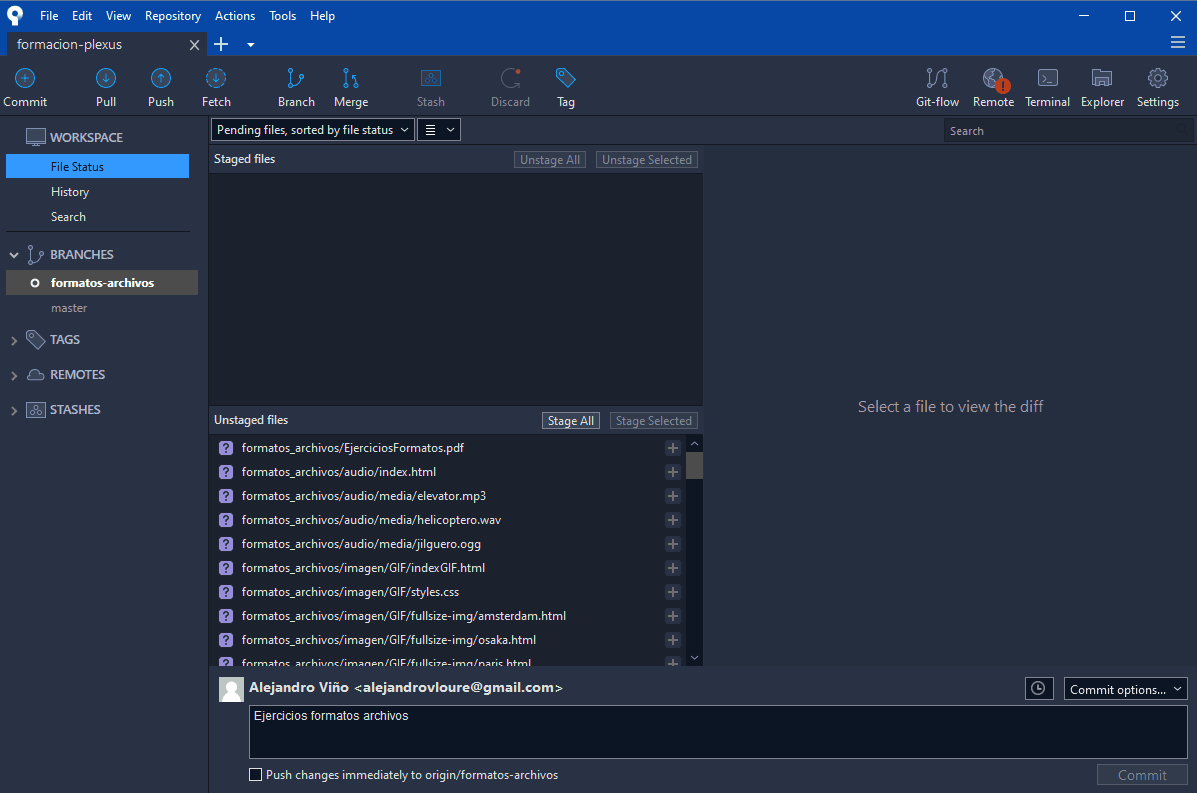 File Edit View Repository Actions Tools Help
formacion-plexus
Commit Pull Push Fetch Branch Merge Stash Discard Tag Git-flow Remote Terminal Explorer Settings
WORKSPACE
File Status
History
Search
BRANCHES
formatos-archivos
master
TAGS
REMOTES
STASHES
Pending files, sorted by file status
Search
Staged files Unstage All Unstage Selected
Select a file to view the diff
Unstaged files Stage All Stage Selected
formatos_archivos/EjerciciosFormatos.pdf
formatos_archivos/audio/index.html
formatos_archivos/audio/media/elevator.mp3
formatos_archivos/audio/media/helicoptero.wav
formatos_archivos/audio/media/jilguero.ogg
formatos_archivos/imagen/GIF/indexGIF.html
formatos_archivos/imagen/GIF/styles.css
formatos_archivos/imagen/GIF/fullsize-img/amsterdam.html
formatos_archivos/imagen/GIF/fullsize-img/osaka.html
formatos_archivos/imagen/GIF/fullsize-img/paris.html
Alejandro Viño <alejandrovloure@gmail.com>
Commit options...
Ejercicios formatos archivos
Push changes immediately to origin/formatos-archivos
Commit